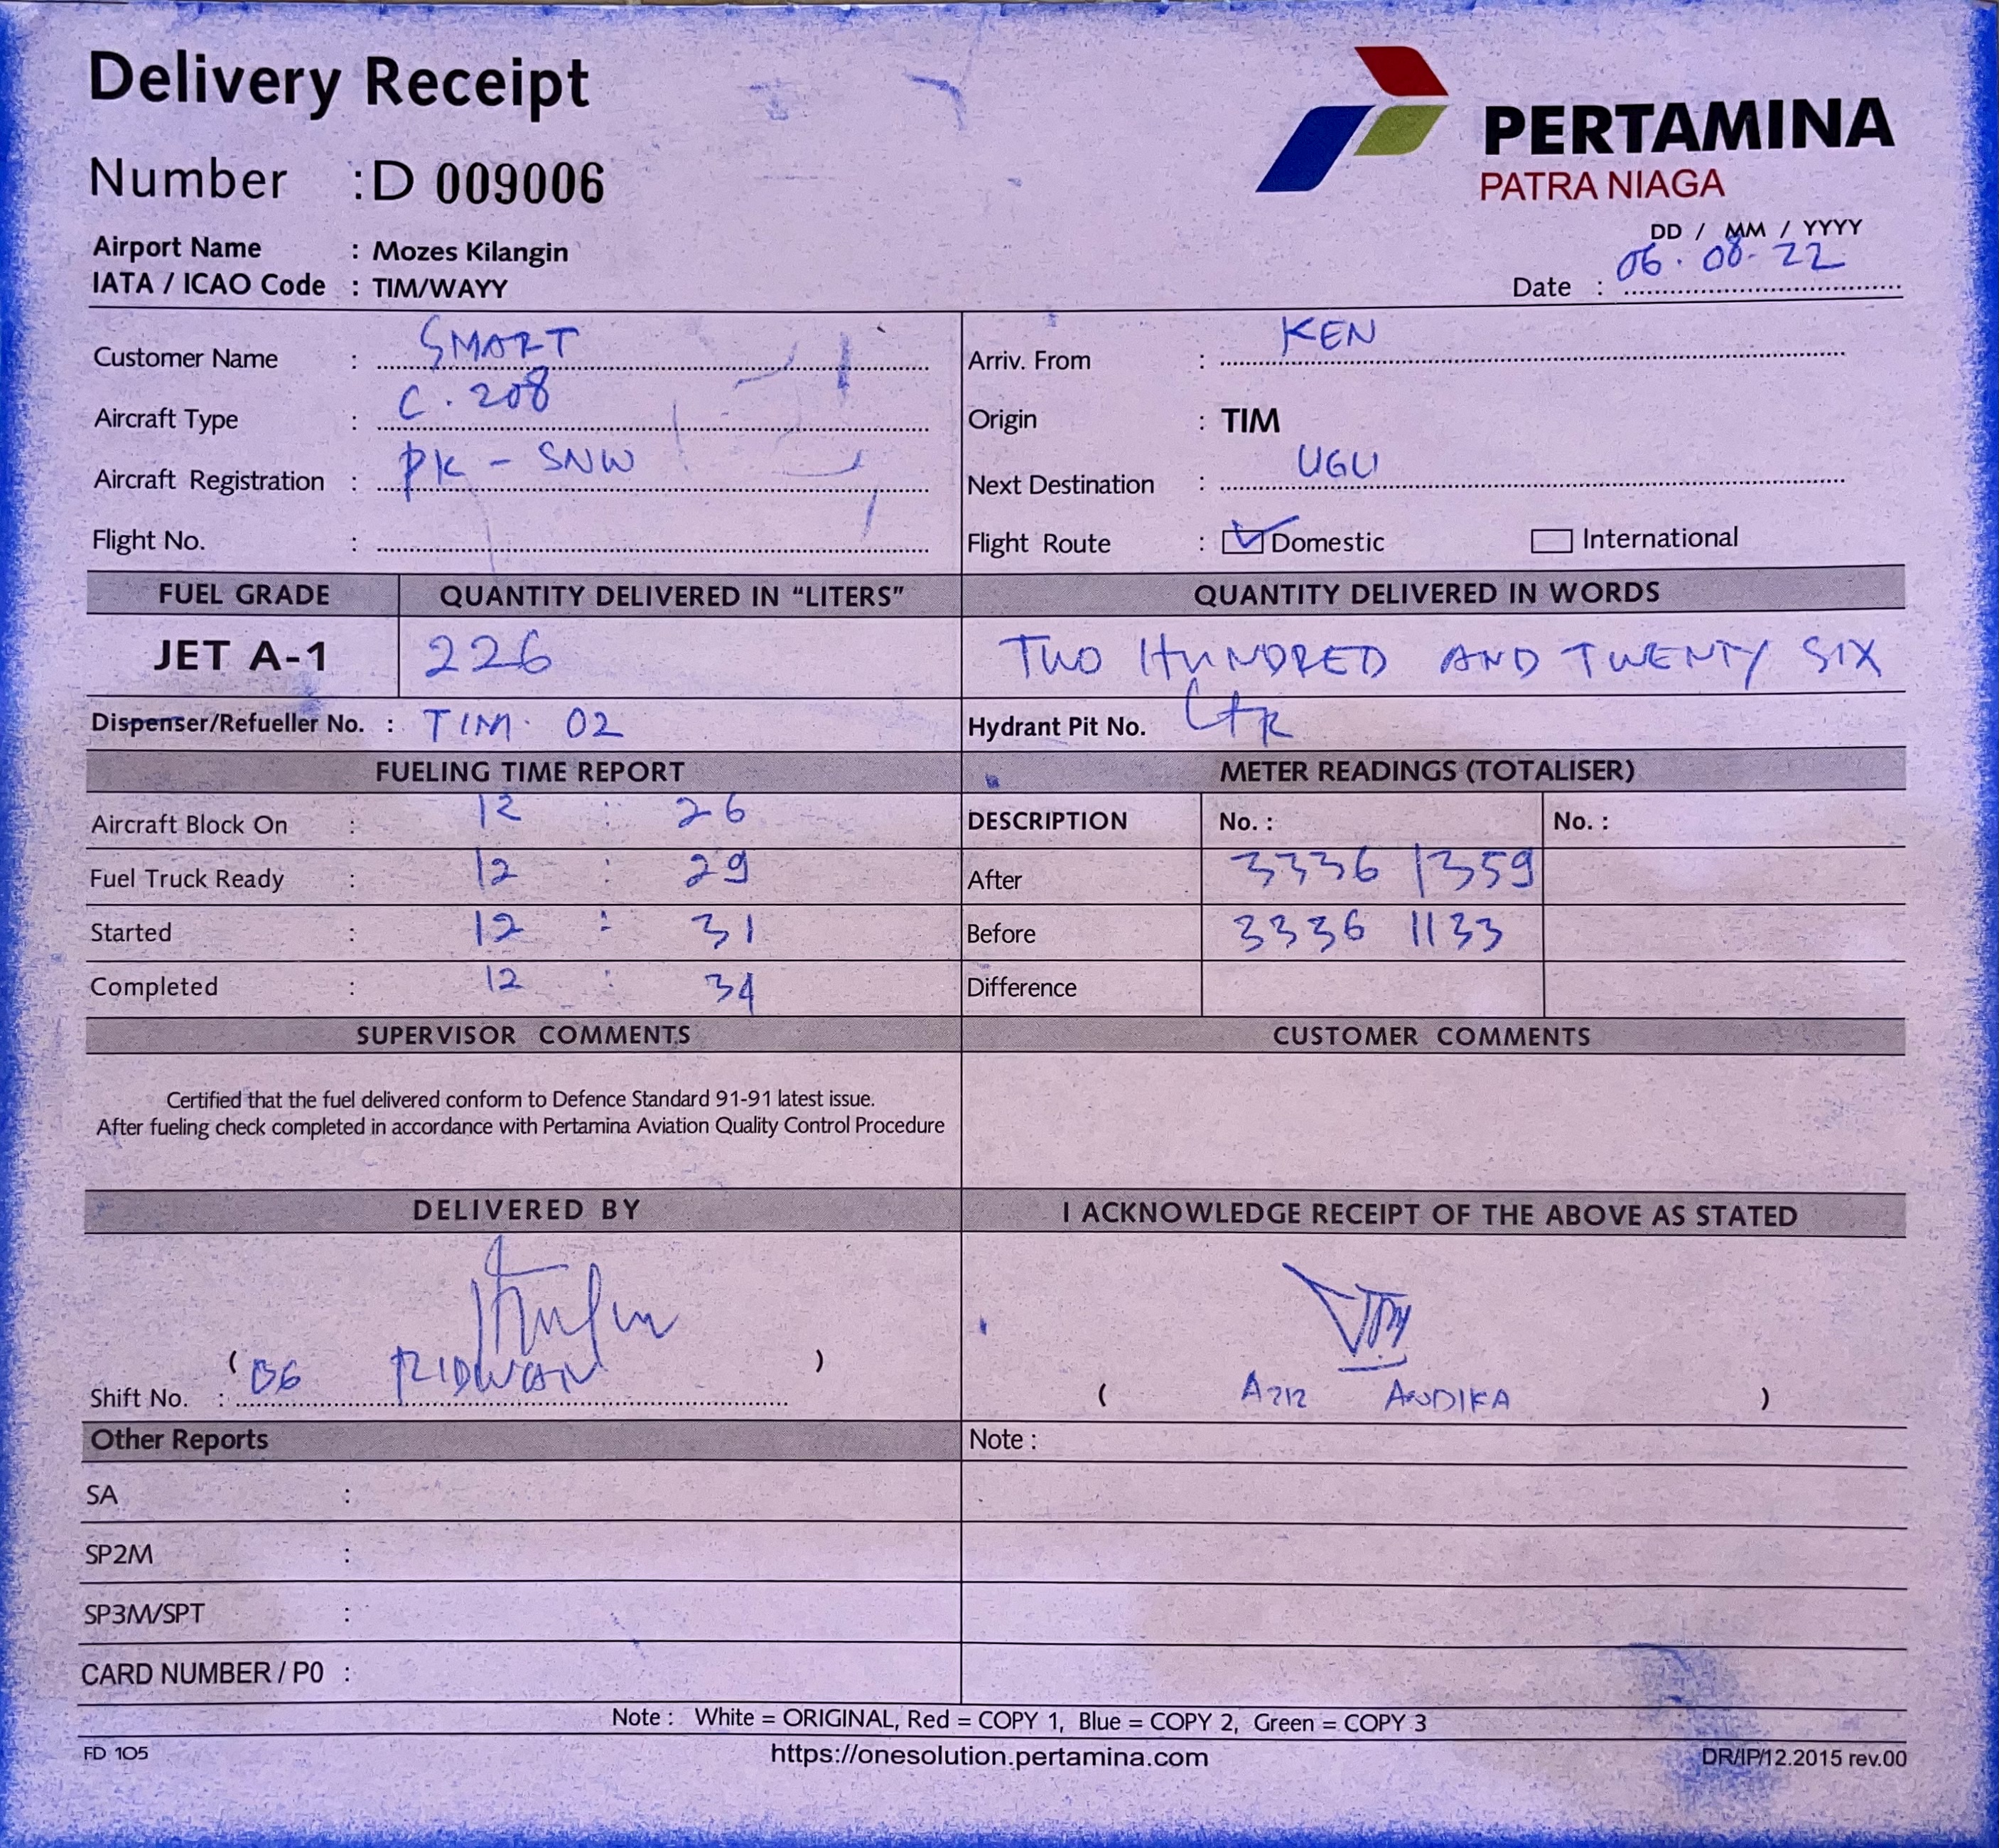 Delivery Receipt
PERTAMINA
PATRA NIAGA
Number : D 009006
Airport Name : Mozes Kilangin
IATA / ICAO Code : TIM/WAYY
DD / MM / YYYY
Date : 06 . 08 . 22
Customer Name : SMART
Arriv. From : KEN
Aircraft Type : C . 208
Origin : TIM
Aircraft Registration : PK - SNW
Next Destination : UGU
Flight No. :
Flight Route : Domestic International
FUEL GRADE QUANTITY DELIVERED IN “LITERS” QUANTITY DELIVERED IN WORDS
JET A-1 226 TWO HUNDRED AND TWENTY SIX
Ltr
Dispenser/Refueller No. : TIM . 02 Hydrant Pit No.
FUELING TIME REPORT METER READINGS (TOTALISER)
Aircraft Block On : 12 : 26 DESCRIPTION No. : No. :
Fuel Truck Ready : 12 : 29 After 3336 1359
Started : 12 : 31 Before 3336 1133
Completed : 12 : 34 Difference
SUPERVISOR COMMENTS CUSTOMER COMMENTS
Certified that the fuel delivered conform to Defence Standard 91-91 latest issue.
After fueling check completed in accordance with Pertamina Aviation Quality Control Procedure
DELIVERED BY I ACKNOWLEDGE RECEIPT OF THE ABOVE AS STATED
( )
Shift No. : RIDWAN
( AZIZ ANDIKA )
Other Reports Note :
SA :
SP2M :
SP3M/SPT :
CARD NUMBER / P0 :
Note : White = ORIGINAL, Red = COPY 1, Blue = COPY 2, Green = COPY 3
FD 105 https://onesolution.pertamina.com DR/IP/12.2015 rev.00